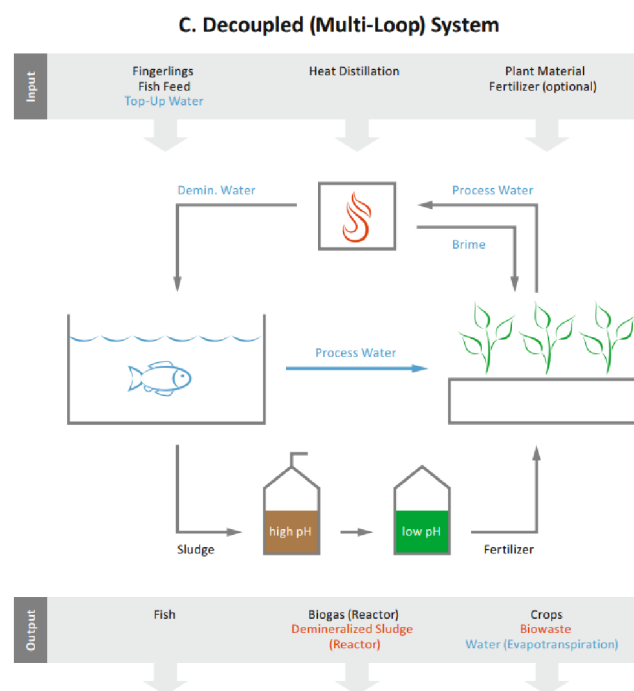 C. Decoupled (Multi-Loop) System
Input
Fingerlings
Fish Feed
Top-Up Water
Heat Distillation
Plant Material
Fertilizer (optional)
Demin. Water
Process Water
Brime
Process Water
high pH
low pH
Sludge
Fertilizer
Output
Fish
Biogas (Reactor)
Demineralized Sludge
(Reactor)
Crops
Biowaste
Water (Evapotranspiration)